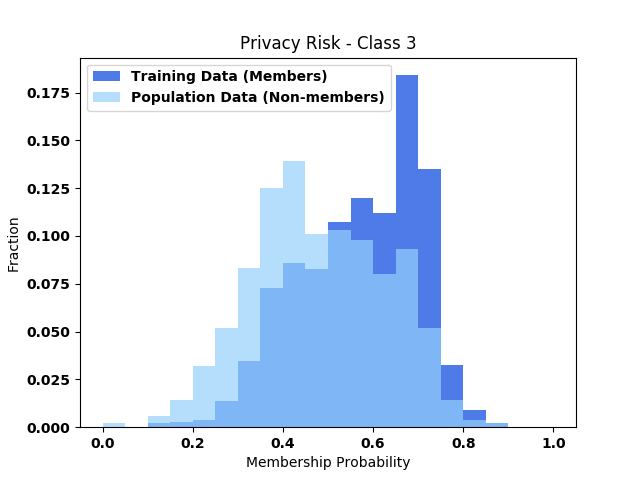 Privacy Risk - Class 3
Training Data (Members)
Population Data (Non-members)
0.175
0.150
0.125
0.100
0.075
0.050
0.025
0.000
Fraction
0.0 0.2 0.4 0.6 0.8 1.0
Membership Probability